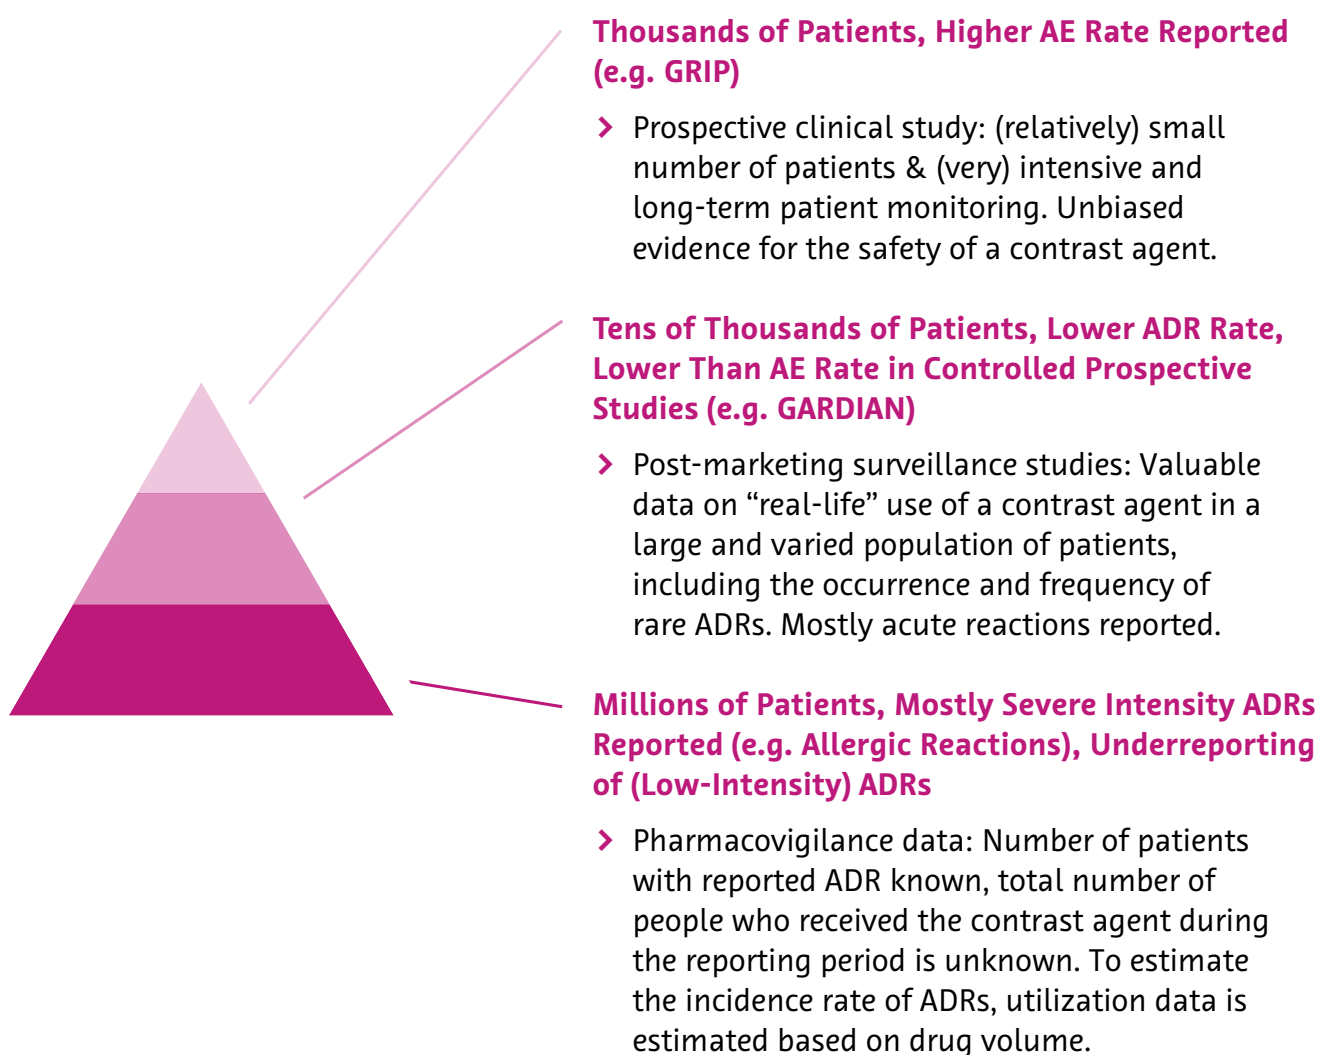 Thousands of Patients, Higher AE Rate Reported
(e.g. GRIP)
Prospective clinical study: (relatively) small
number of patients & (very) intensive and
long-term patient monitoring. Unbiased
evidence for the safety of a contrast agent.
Tens of Thousands of Patients, Lower ADR Rate,
Lower Than AE Rate in Controlled Prospective
Studies (e.g. GARDIAN)
Post-marketing surveillance studies: Valuable
data on “real-life” use of a contrast agent in a
large and varied population of patients,
including the occurrence and frequency of
rare ADRs. Mostly acute reactions reported.
Millions of Patients, Mostly Severe Intensity ADRs
Reported (e.g. Allergic Reactions), Underreporting
of (Low-Intensity) ADRs
Pharmacovigilance data: Number of patients
with reported ADR known, total number of
people who received the contrast agent during
the reporting period is unknown. To estimate
the incidence rate of ADRs, utilization data is
estimated based on drug volume.